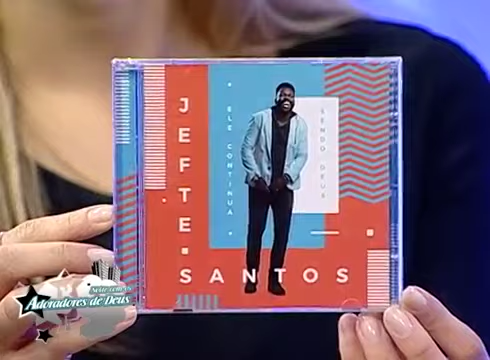 JEFTE
SANTOS
ELE CONTINUA
SENDO DEUS
Adoradores de Deus